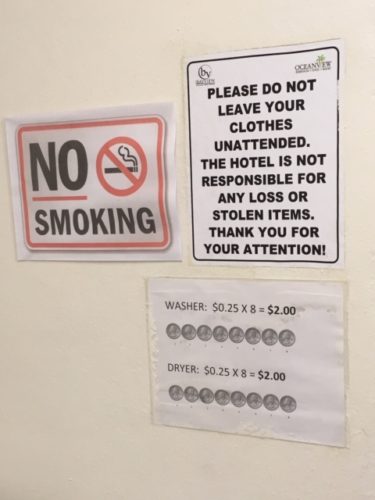 NO
SMOKING
by
OCEANVIEW
PLEASE DO NOT
LEAVE YOUR
CLOTHES
UNATTENDED.
THE HOTEL IS NOT
RESPONSIBLE FOR
ANY LOSS OR
STOLEN ITEMS.
THANK YOU FOR
YOUR ATTENTION!
WASHER: $0.25 X 8 = $2.00
DRYER: $0.25 X 8 = $2.00